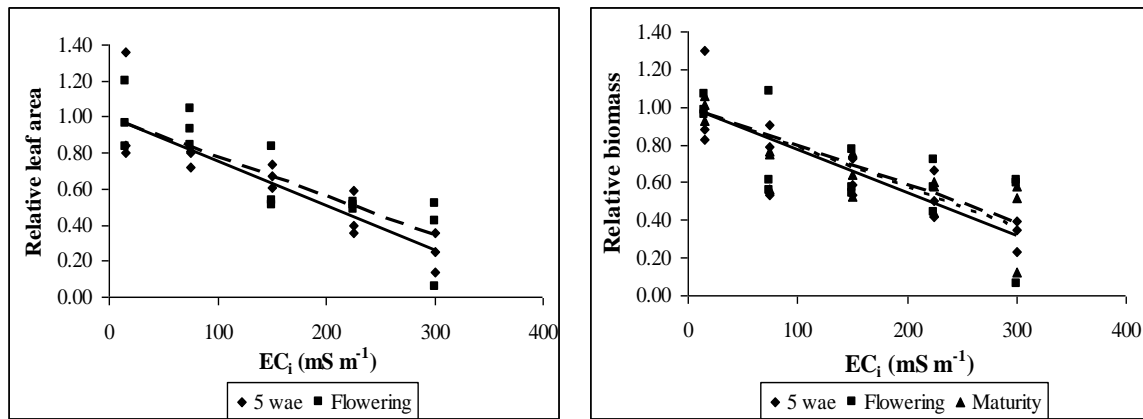 Relative leaf area
1.40
1.20
1.00
0.80
0.60
0.40
0.20
0.00
0 100 200 300 400
ECi (mS m-1)
5 wae Flowering
Relative biomass
1.40
1.20
1.00
0.80
0.60
0.40
0.20
0.00
0 100 200 300 400
ECi (mS m-1)
5 wae Flowering Maturity